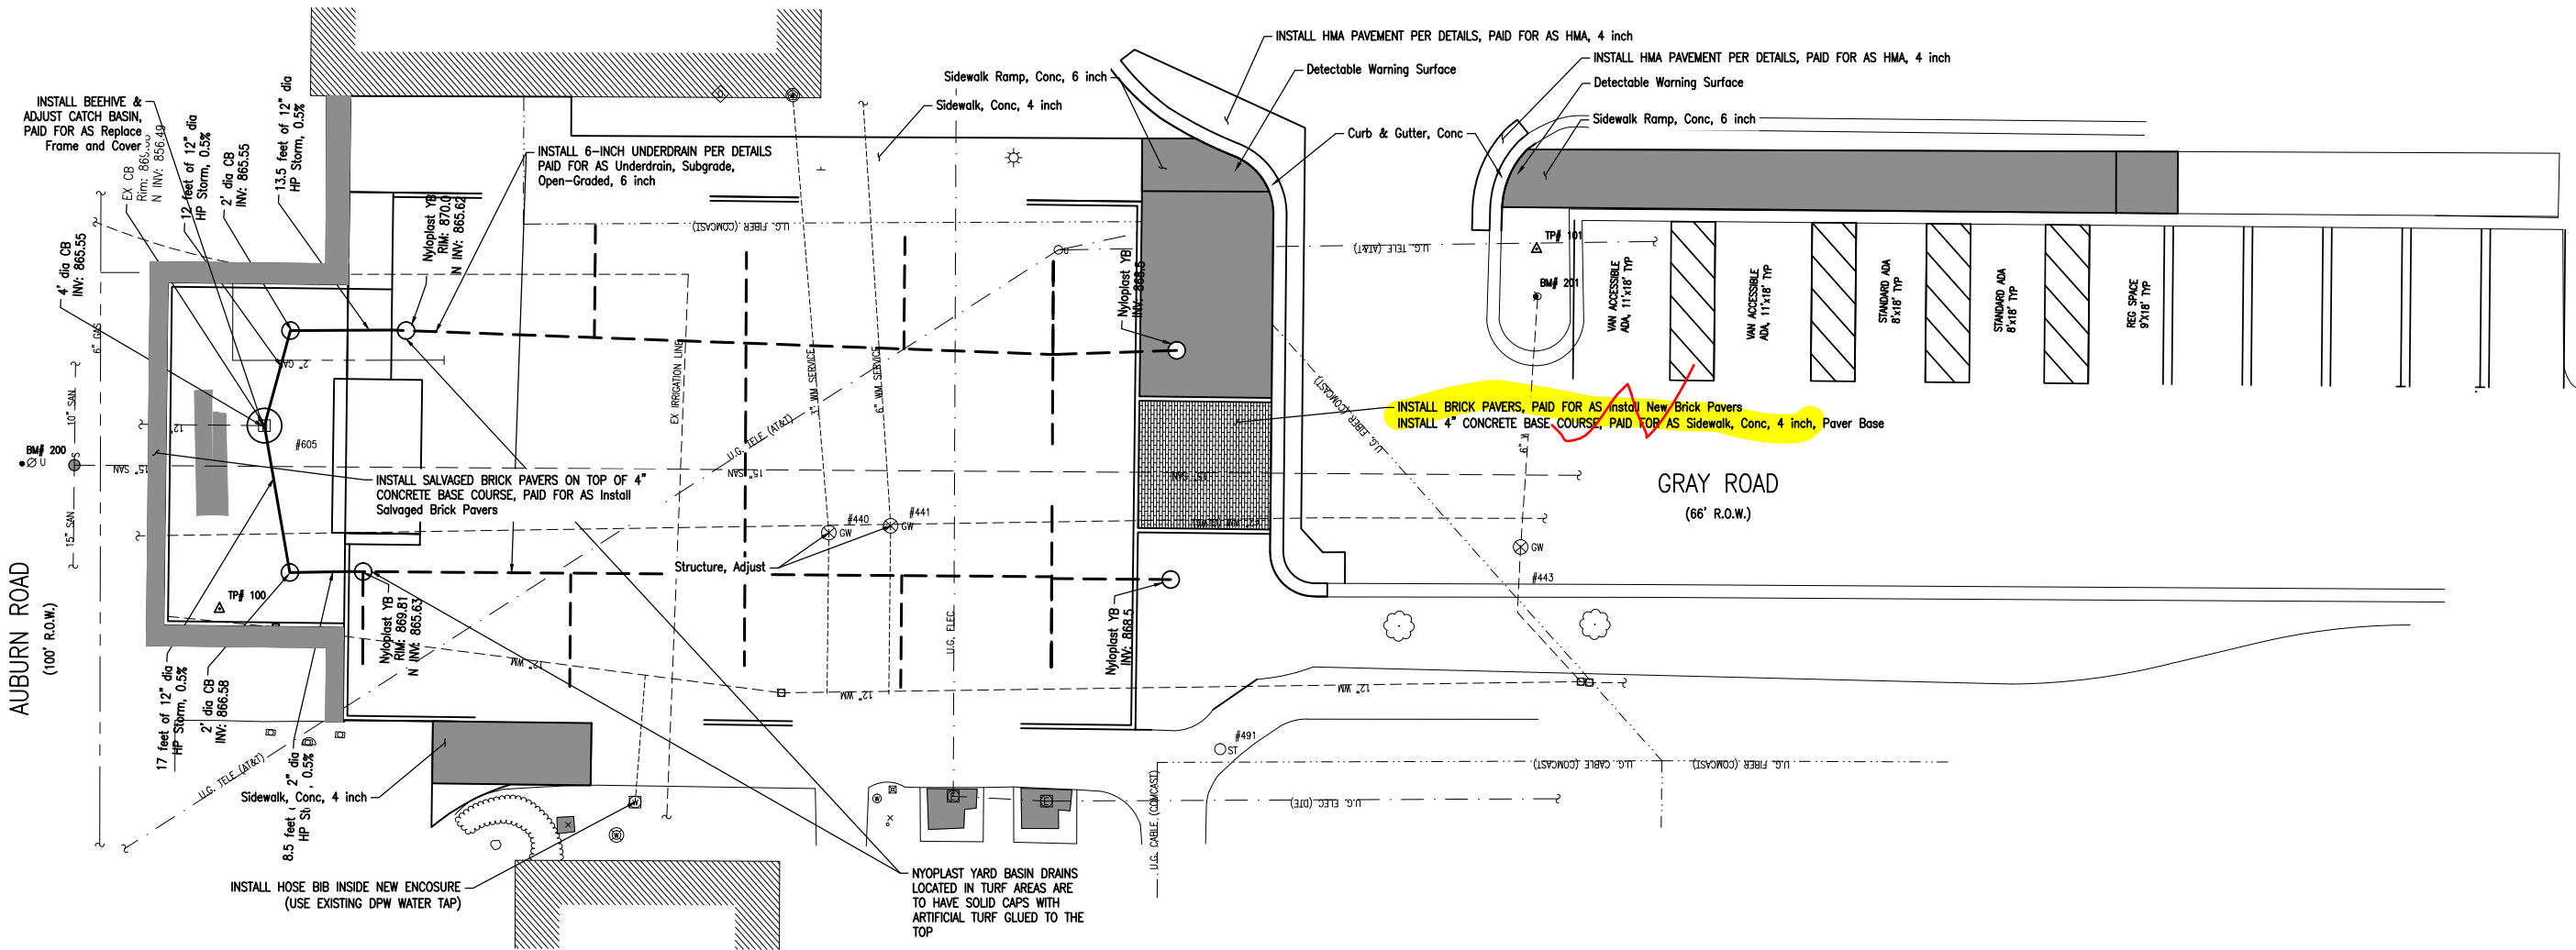 INSTALL BEEHIVE &
ADJUST CATCH BASIN,
PAID FOR AS Replace
Frame and Cover
EX CB
N INV: 856.49
12 feet of 12" dia
HP Storm, 0.5%
2' dia CB
INV: 865.55
13.5 feet of 12" dia
HP Storm, 0.5%
4' dia CB
INV: 865.55
6" GAS
2" GAS
INSTALL 6-INCH UNDERDRAIN PER DETAILS
PAID FOR AS Underdrain, Subgrade,
Open-Graded, 6 inch
Nyloplast YB
RIM: 870.0
N INV: 865.62
Sidewalk Ramp, Conc, 6 inch
Sidewalk, Conc, 4 inch
INSTALL HMA PAVEMENT PER DETAILS, PAID FOR AS HMA, 4 inch
Detectable Warning Surface
Curb & Gutter, Conc
INSTALL HMA PAVEMENT PER DETAILS, PAID FOR AS HMA, 4 inch
Detectable Warning Surface
Sidewalk Ramp, Conc, 6 inch
U.G. FIBER (COMCAST)
U.G. TELE (AT&T)
TP# 101
BM# 201
VAN ACCESSIBLE
ADA, 11'x18' TYP
VAN ACCESSIBLE
ADA, 11'x18' TYP
STANDARD ADA
8'x18' TYP
STANDARD ADA
8'x18' TYP
REG SPACE
9'X18' TYP
Nyloplast YB
INV: 868.5
EX IRRIGATION LINE
3" WM SERVICE
6" WM SERVICE
U.G. TELE (AT&T)
U.G. FIBER (COMCAST)
INSTALL BRICK PAVERS, PAID FOR AS Install New Brick Pavers
INSTALL 4" CONCRETE BASE COURSE, PAID FOR AS Sidewalk, Conc, 4 inch, Paver Base
GRAY ROAD
(66' R.O.W.)
10" SAN
12"
#605
BM# 200
U
S
15" SAN
15" SAN
15" SAN
15" SAN
INSTALL SALVAGED BRICK PAVERS ON TOP OF 4"
CONCRETE BASE COURSE, PAID FOR AS Install
Salvaged Brick Pavers
#440
GW
#441
GW
Structure, Adjust
GW
#443
AUBURN ROAD
(100' R.O.W.)
TP# 100
Nyloplast YB
RIM: 869.81
N INV: 865.63
U.G. ELEC
Nyloplast YB
INV: 868.5
12" WM
12" WM
12" WM
17 feet of 12" dia
HP Storm, 0.5%
2' dia CB
INV: 866.58
U.G. TELE (AT&T)
Sidewalk, Conc, 4 inch
#491
ST
U.G. CABLE (COMCAST)
U.G. FIBER (COMCAST)
U.G. ELEC (DTE)
U.G. CABLE (COMCAST)
INSTALL HOSE BIB INSIDE NEW ENCOSURE
(USE EXISTING DPW WATER TAP)
NYOPLAST YARD BASIN DRAINS
LOCATED IN TURF AREAS ARE
TO HAVE SOLID CAPS WITH
ARTIFICIAL TURF GLUED TO THE
TOP